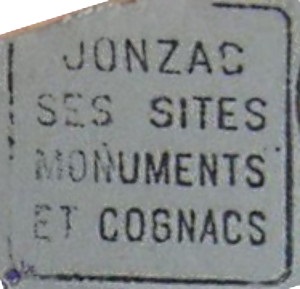 JONZAC
SES SITES
MONUMENTS
ET COGNACS